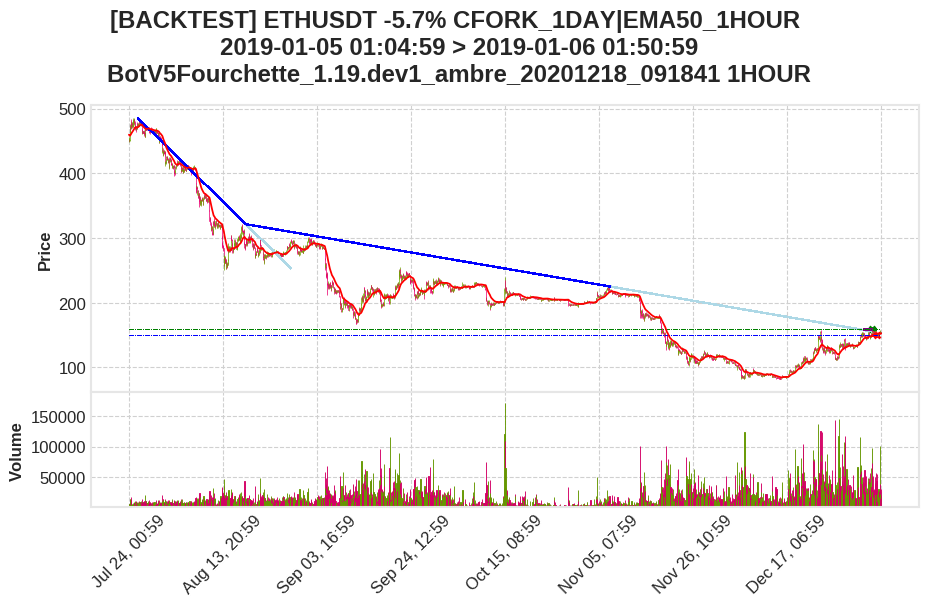 [BACKTEST] ETHUSDT -5.7% CFORK_1DAY|EMA50_1HOUR
2019-01-05 01:04:59 > 2019-01-06 01:50:59
BotV5Fourchette_1.19.dev1_ambre_20201218_091841 1HOUR
500
400
300
200
100
Price
150000
100000
50000
Volume
Jul 24, 00:59
Aug 13, 20:59
Sep 03, 16:59
Sep 24, 12:59
Oct 15, 08:59
Nov 05, 07:59
Nov 26, 10:59
Dec 17, 06:59